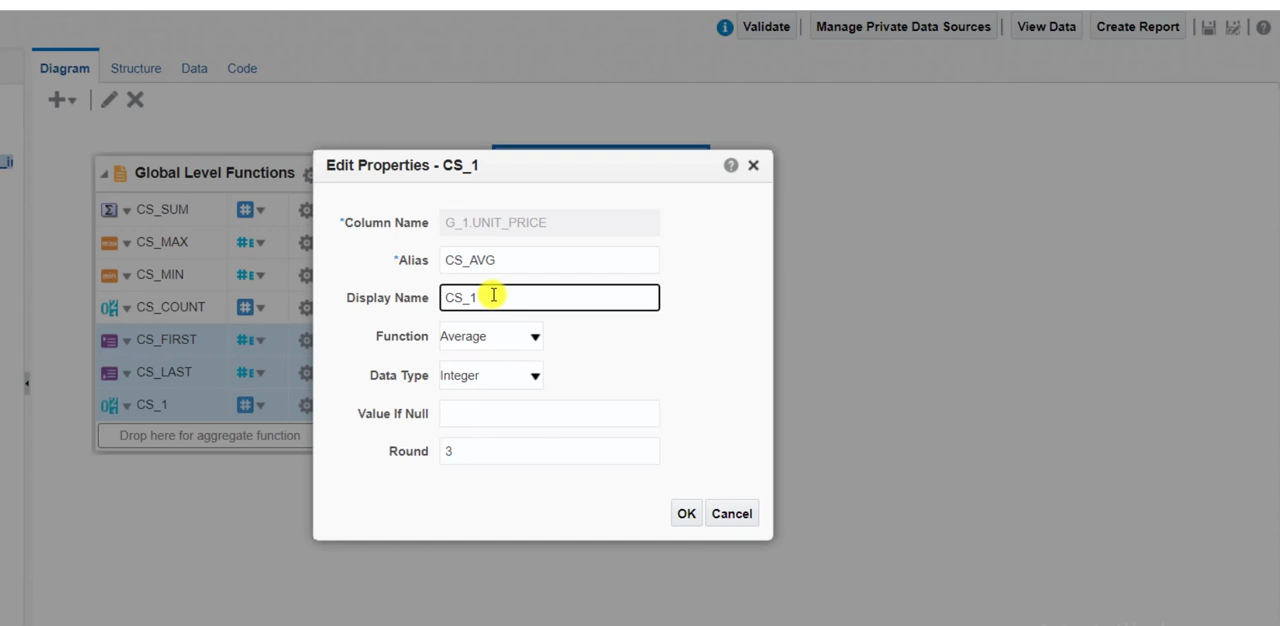 Validate
Manage Private Data Sources
View Data
Create Report
Diagram
Structure
Data
Code
Global Level Functions
CS_SUM
CS_MAX
CS_MIN
CS_COUNT
CS_FIRST
CS_LAST
CS_1
Drop here for aggregate function
Edit Properties - CS_1
*Column Name G_1.UNIT_PRICE
*Alias CS_AVG
Display Name CS_1
Function Average
Data Type Integer
Value If Null
Round 3
OK
Cancel